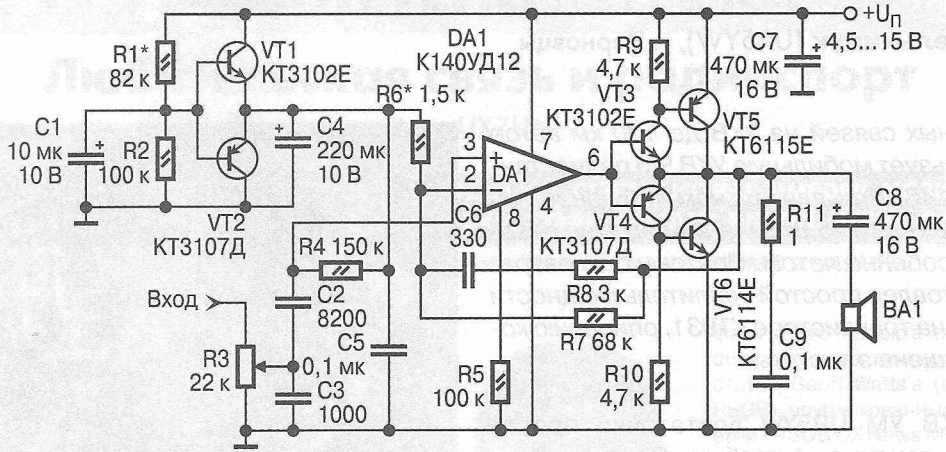 +Uп
4,5...15 В
C7
470 мк
16 В
R1*
82 к
VT1
КТ3102Е
DA1
К140УД12
R9
4,7 к
R6* 1,5 к
VT3
КТ3102Е
VT5
КТ6115Е
C1
10 мк
10 В
R2
100 к
C4
220 мк
10 В
3
2
DA1
7
6
8
4
VT2
КТ3107Д
C6
330
VT4
КТ3107Д
R11
1
C8
470 мк
16 В
R4 150 к
R8 3 к
R7 68 к
VT6
КТ6114Е
Вход
C2
8200
C5
0,1 мк
R3
22 к
C3
1000
R5
100 к
R10
4,7 к
C9
0,1 мк
BA1